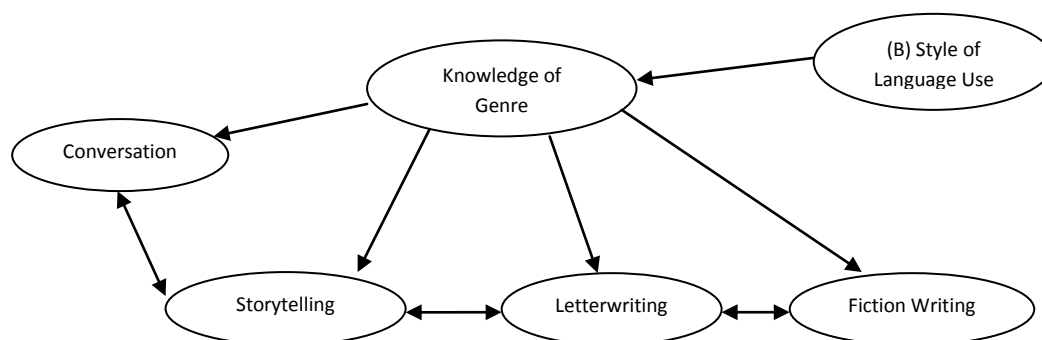 (B) Style of
Language Use
Knowledge of
Genre
Conversation
Storytelling
Letterwriting
Fiction Writing